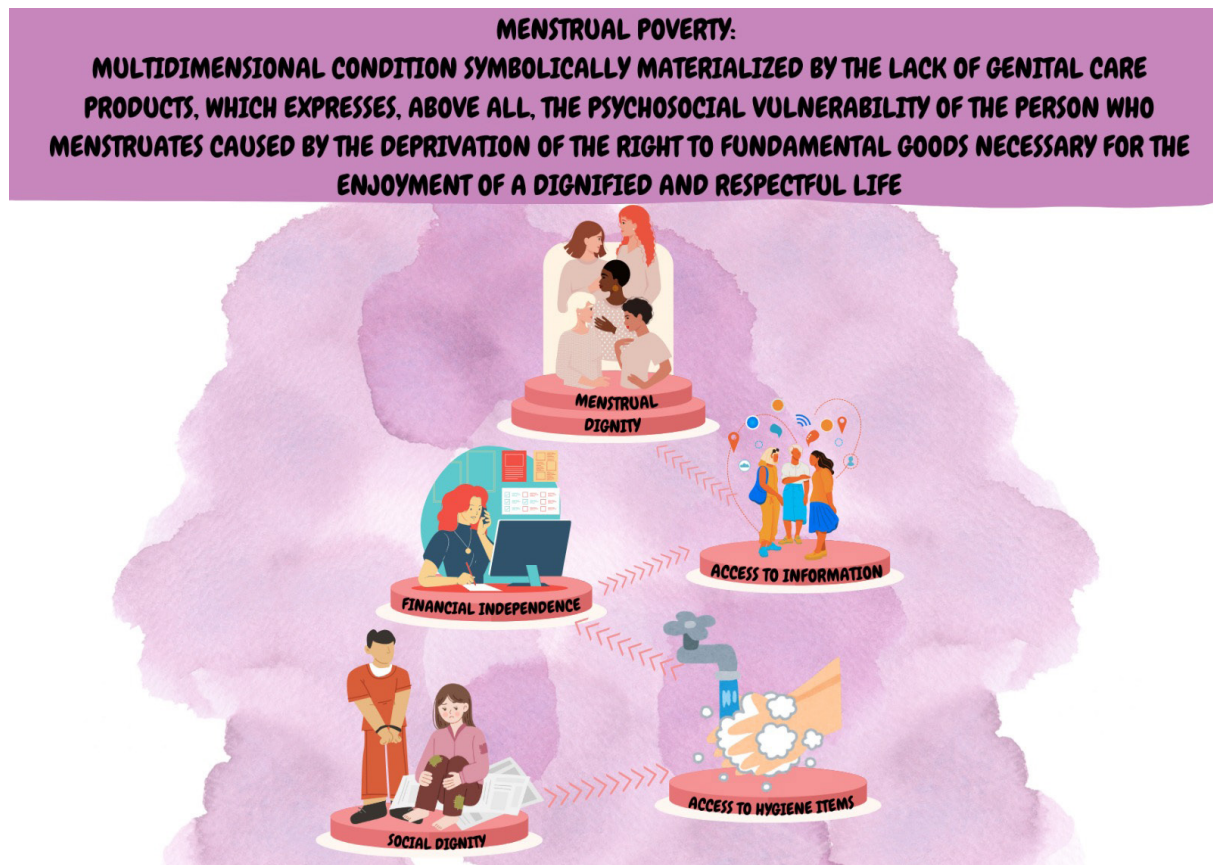 MENSTRUAL POVERTY:
MULTIDIMENSIONAL CONDITION SYMBOLICALLY MATERIALIZED BY THE LACK OF GENITAL CARE
PRODUCTS, WHICH EXPRESSES, ABOVE ALL, THE PSYCHOSOCIAL VULNERABILITY OF THE PERSON WHO
MENSTRUATES CAUSED BY THE DEPRIVATION OF THE RIGHT TO FUNDAMENTAL GOODS NECESSARY FOR THE
ENJOYMENT OF A DIGNIFIED AND RESPECTFUL LIFE
MENSTRUAL
DIGNITY
ACCESS TO INFORMATION
FINANCIAL INDEPENDENCE
ACCESS TO HYGIENE ITEMS
SOCIAL DIGNITY